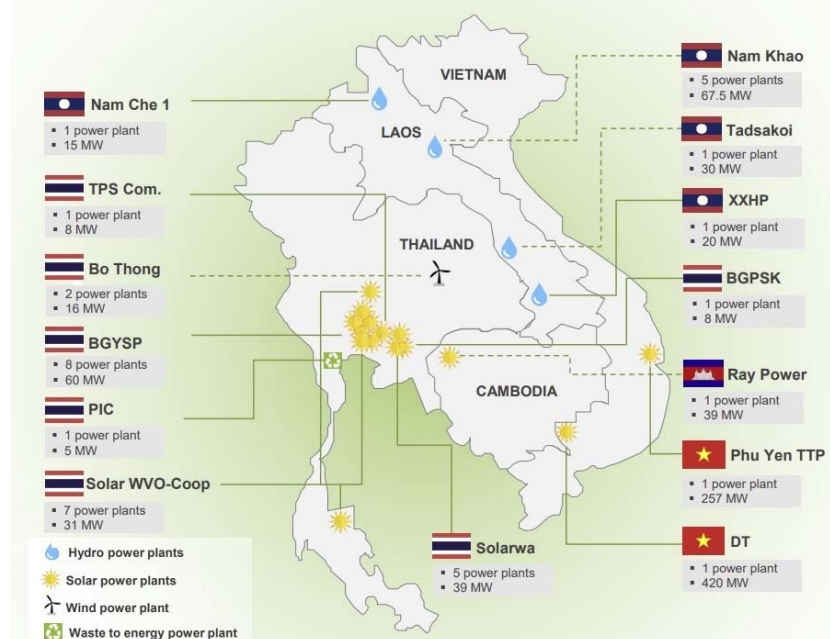 VIETNAM
LAOS
THAILAND
CAMBODIA
Nam Che 1
▪ 1 power plant
▪ 15 MW
TPS Com.
▪ 1 power plant
▪ 8 MW
Bo Thong
▪ 2 power plants
▪ 16 MW
BGYSP
▪ 8 power plants
▪ 60 MW
PIC
▪ 1 power plant
▪ 5 MW
Solar WVO-Coop
▪ 7 power plants
▪ 31 MW
Hydro power plants
Solar power plants
Wind power plant
Waste to energy power plant
Solarwa
▪ 5 power plants
▪ 39 MW
Nam Khao
▪ 5 power plants
▪ 67.5 MW
Tadsakoi
▪ 1 power plant
▪ 30 MW
XXHP
▪ 1 power plant
▪ 20 MW
BGPSK
▪ 1 power plant
▪ 8 MW
Ray Power
▪ 1 power plant
▪ 39 MW
Phu Yen TTP
▪ 1 power plant
▪ 257 MW
DT
▪ 1 power plant
▪ 420 MW